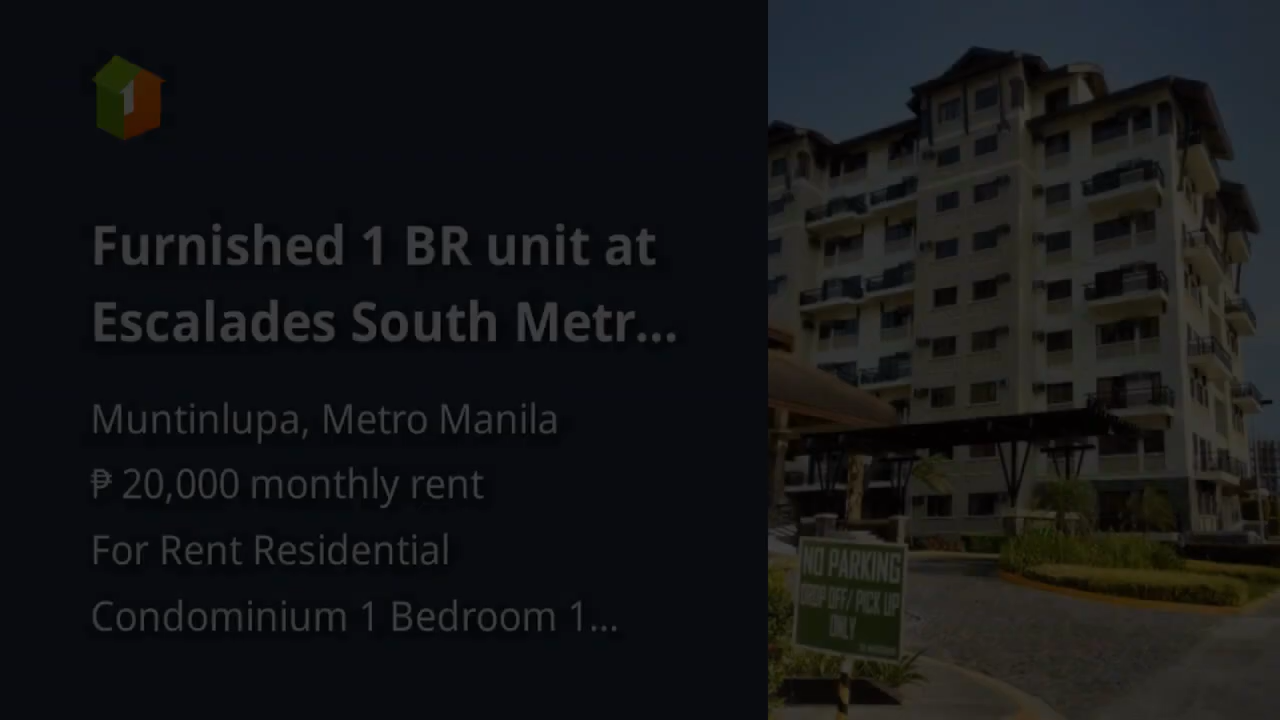 Furnished 1 BR unit at
Escalades South Metr...
Muntinlupa, Metro Manila
₱ 20,000 monthly rent
For Rent Residential
Condominium 1 Bedroom 1...
NO PARKING
DROP OFF/ PICK UP
ONLY